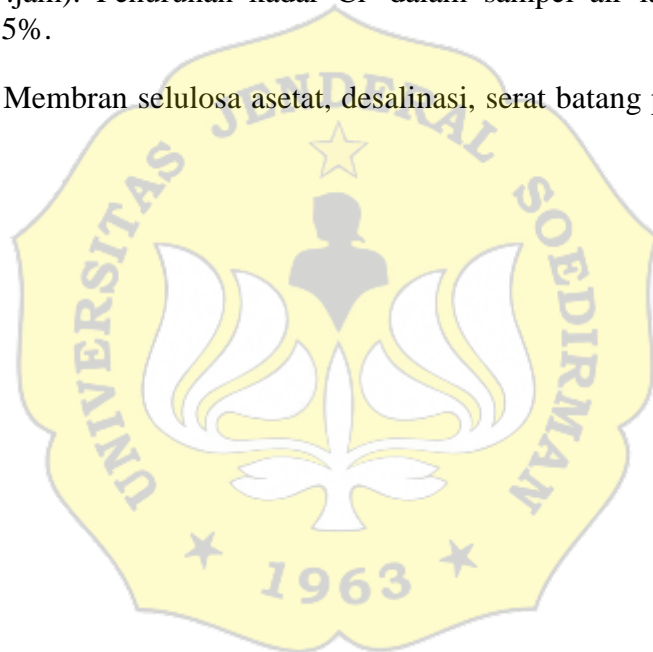 .jam). Penurunan kadar Cl⁻ dalam sampel air
5%.
Membran selulosa asetat, desalinasi, serat batang
UNIVERSITAS JENDERAL SOEDIRMAN
1963